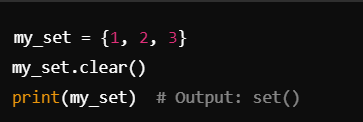 my_set = {1, 2, 3}
my_set.clear()
print(my_set)  # Output: set()